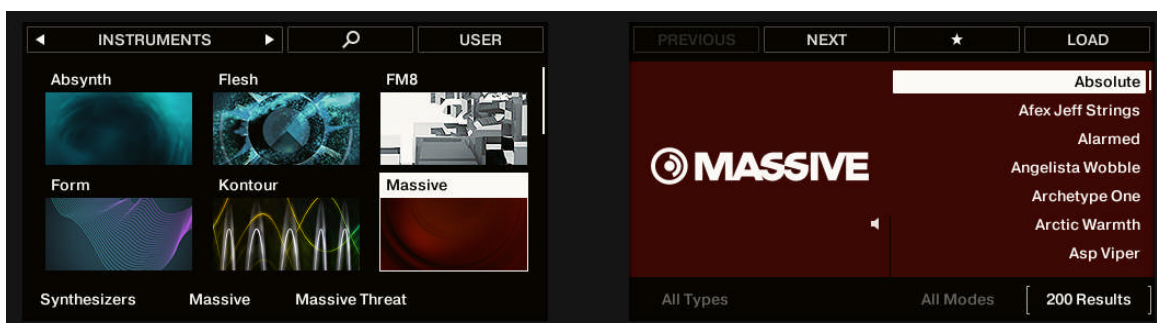 INSTRUMENTS USER
Absynth Flesh FM8
Form Kontour Massive
Synthesizers Massive Massive Threat
PREVIOUS NEXT LOAD
MASSIVE
Absolute
Afex Jeff Strings
Alarmed
Angelista Wobble
Archetype One
Arctic Warmth
Asp Viper
All Types All Modes 200 Results